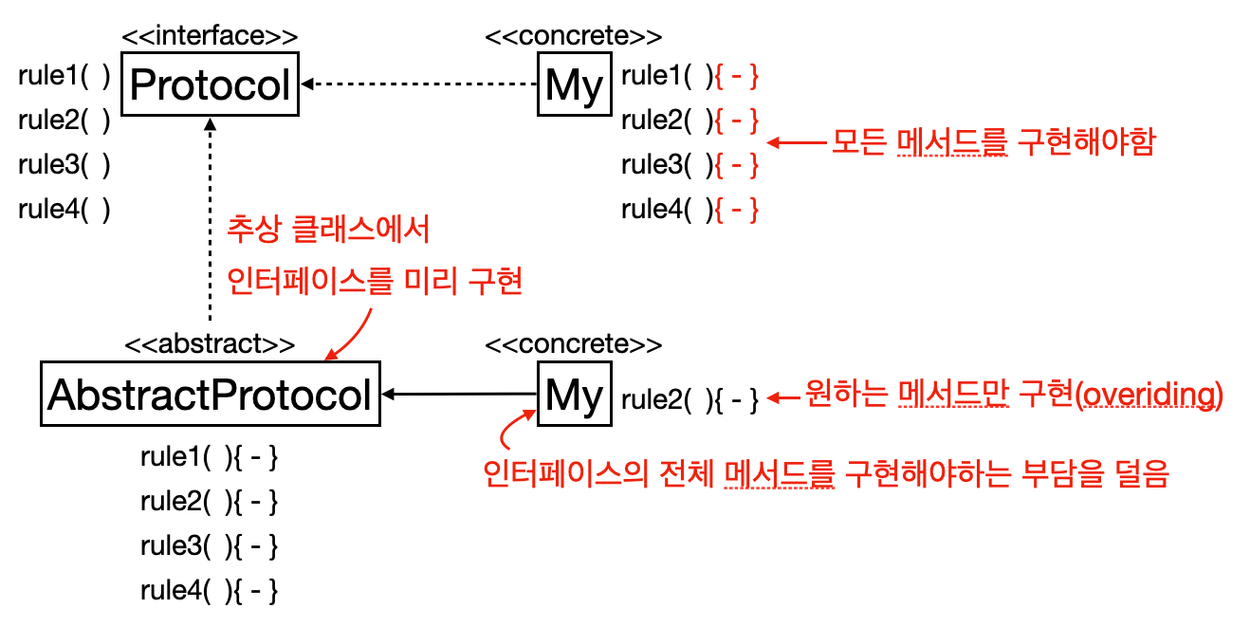 <<interface>>
Protocol
rule1( )
rule2( )
rule3( )
rule4( )
<<concrete>>
My
rule1( ){ - }
rule2( ){ - }
rule3( ){ - }
rule4( ){ - }
모든 메서드를 구현해야함
추상 클래스에서
인터페이스를 미리 구현
<<abstract>>
AbstractProtocol
rule1( ){ - }
rule2( ){ - }
rule3( ){ - }
rule4( ){ - }
<<concrete>>
My
rule2( ){ - }
원하는 메서드만 구현(overiding)
인터페이스의 전체 메서드를 구현해야하는 부담을 덜음